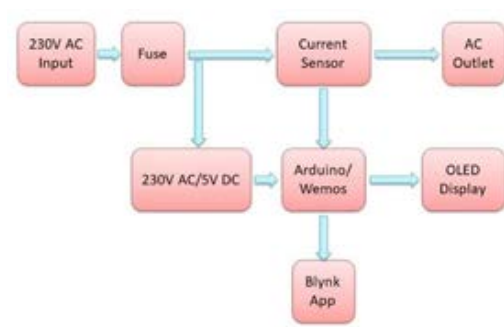 230V AC
Input
Fuse
Current
Sensor
AC
Outlet
230V AC/5V DC
Arduino/
Wemos
OLED
Display
Blynk
App